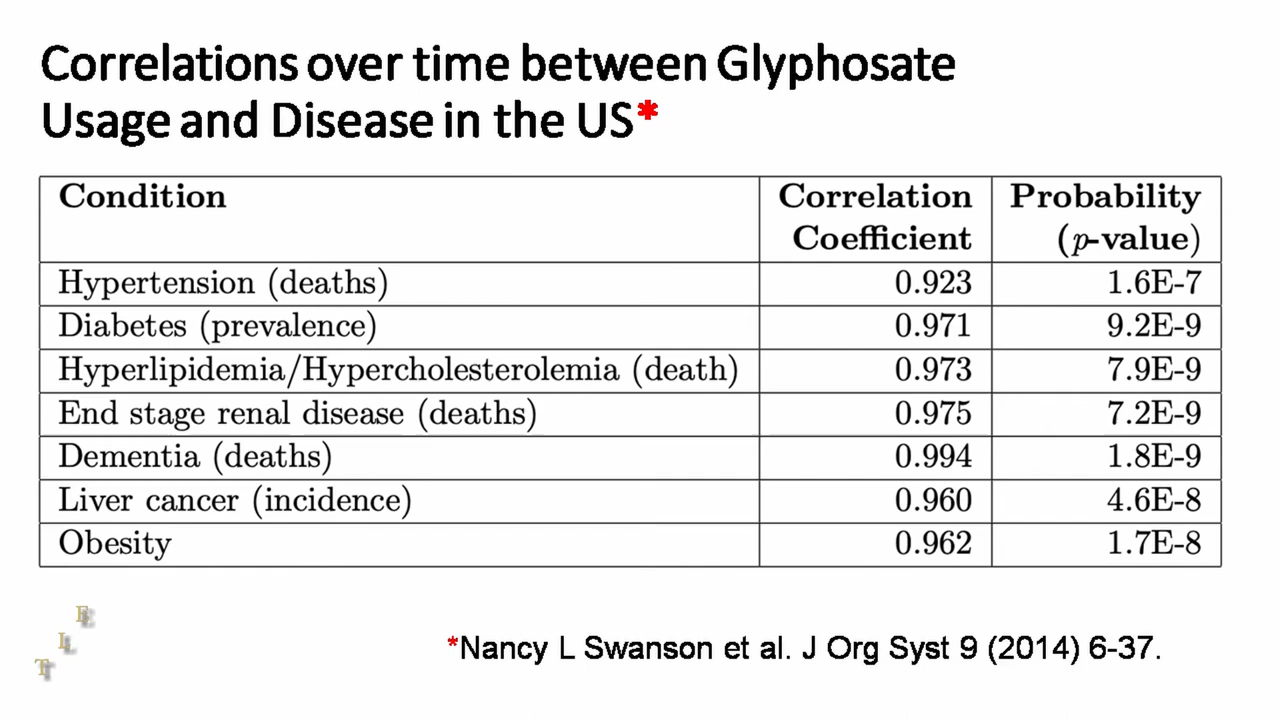 Correlations over time between Glyphosate
Usage and Disease in the US*
Condition Correlation Coefficient Probability (p-value)
Hypertension (deaths) 0.923 1.6E-7
Diabetes (prevalence) 0.971 9.2E-9
Hyperlipidemia/Hypercholesterolemia (death) 0.973 7.9E-9
End stage renal disease (deaths) 0.975 7.2E-9
Dementia (deaths) 0.994 1.8E-9
Liver cancer (incidence) 0.960 4.6E-8
Obesity 0.962 1.7E-8
E
I
T
*Nancy L Swanson et al. J Org Syst 9 (2014) 6-37.